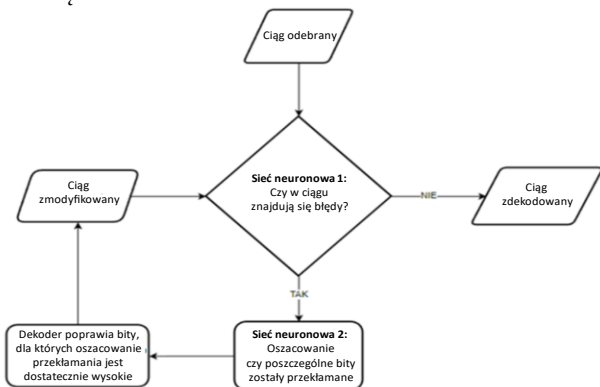 Ciąg odebrany
Sieć neuronowa 1:
Czy w ciągu
znajdują się błędy?
Ciąg
zmodyfikowany
NIE
Ciąg
zdekodowany
TAK
Dekoder poprawia bity,
dla których oszacowanie
przekłamania jest
dostatecznie wysokie
Sieć neuronowa 2:
Oszacowanie
czy poszczególne bity
zostały przekłamane